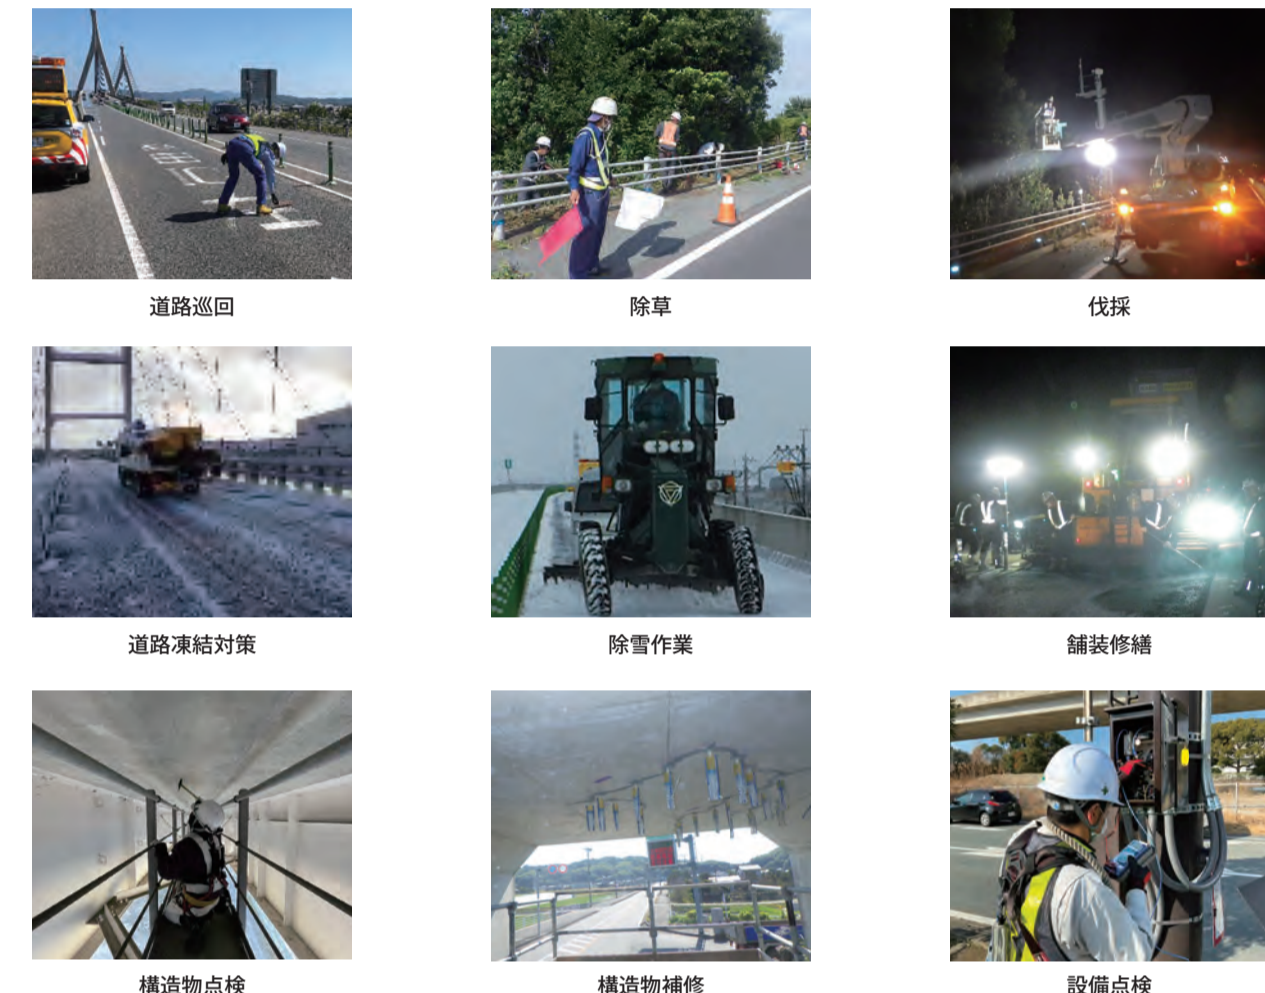 道路巡回
除草
伐採
道路凍結対策
除雪作業
舗装修繕
構造物点検
構造物補修
設備点検